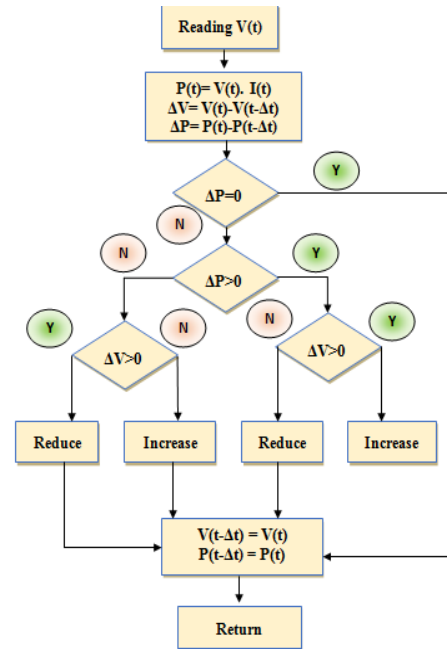 Reading V(t)
P(t)= V(t). I(t)
ΔV= V(t)-V(t-Δt)
ΔP= P(t)-P(t-Δt)
Y
ΔP=0
N
N
Y
ΔP>0
Y
N
N
Y
ΔV>0
ΔV>0
Reduce
Increase
Reduce
Increase
V(t-Δt) = V(t)
P(t-Δt) = P(t)
Return